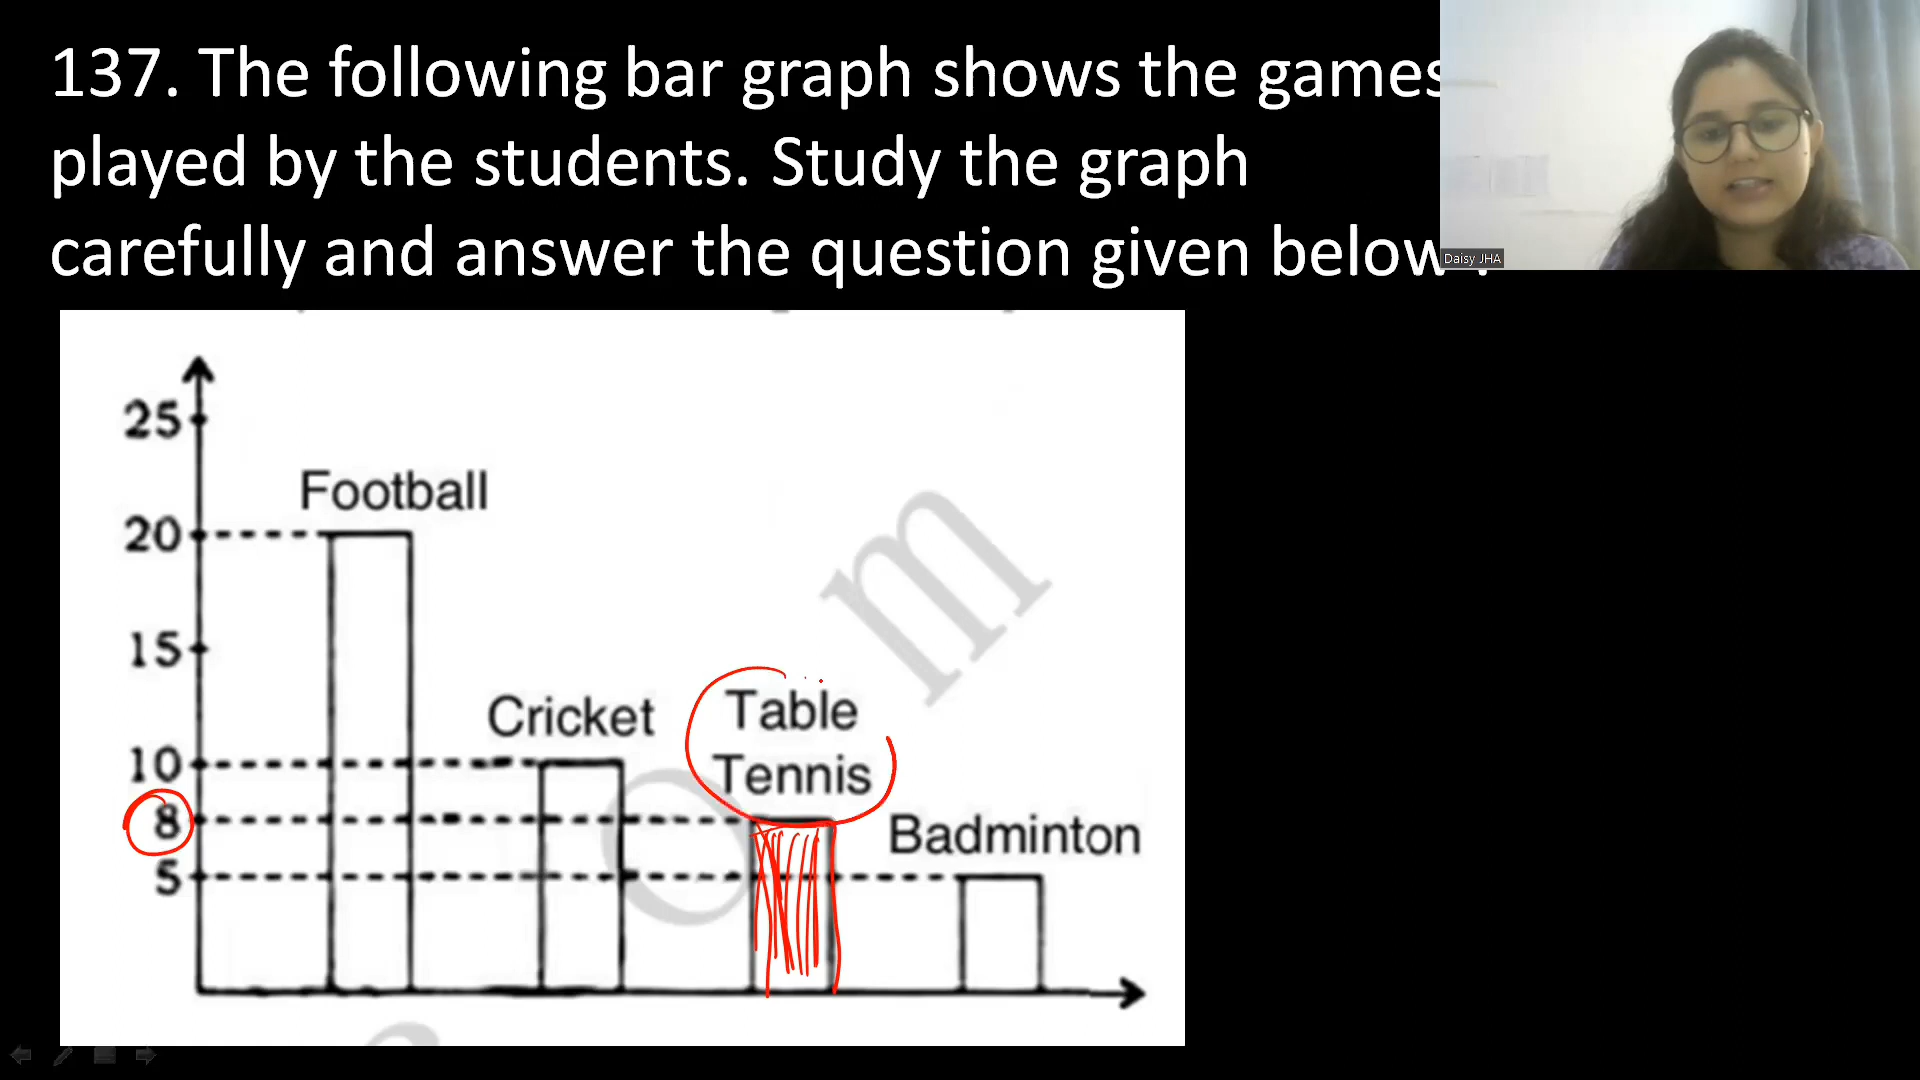 137. The following bar graph shows the games
played by the students. Study the graph
carefully and answer the question given below :
Daisy JHA
25
Football
20
15
Cricket
Table
Tennis
10
8
Badminton
5
o m